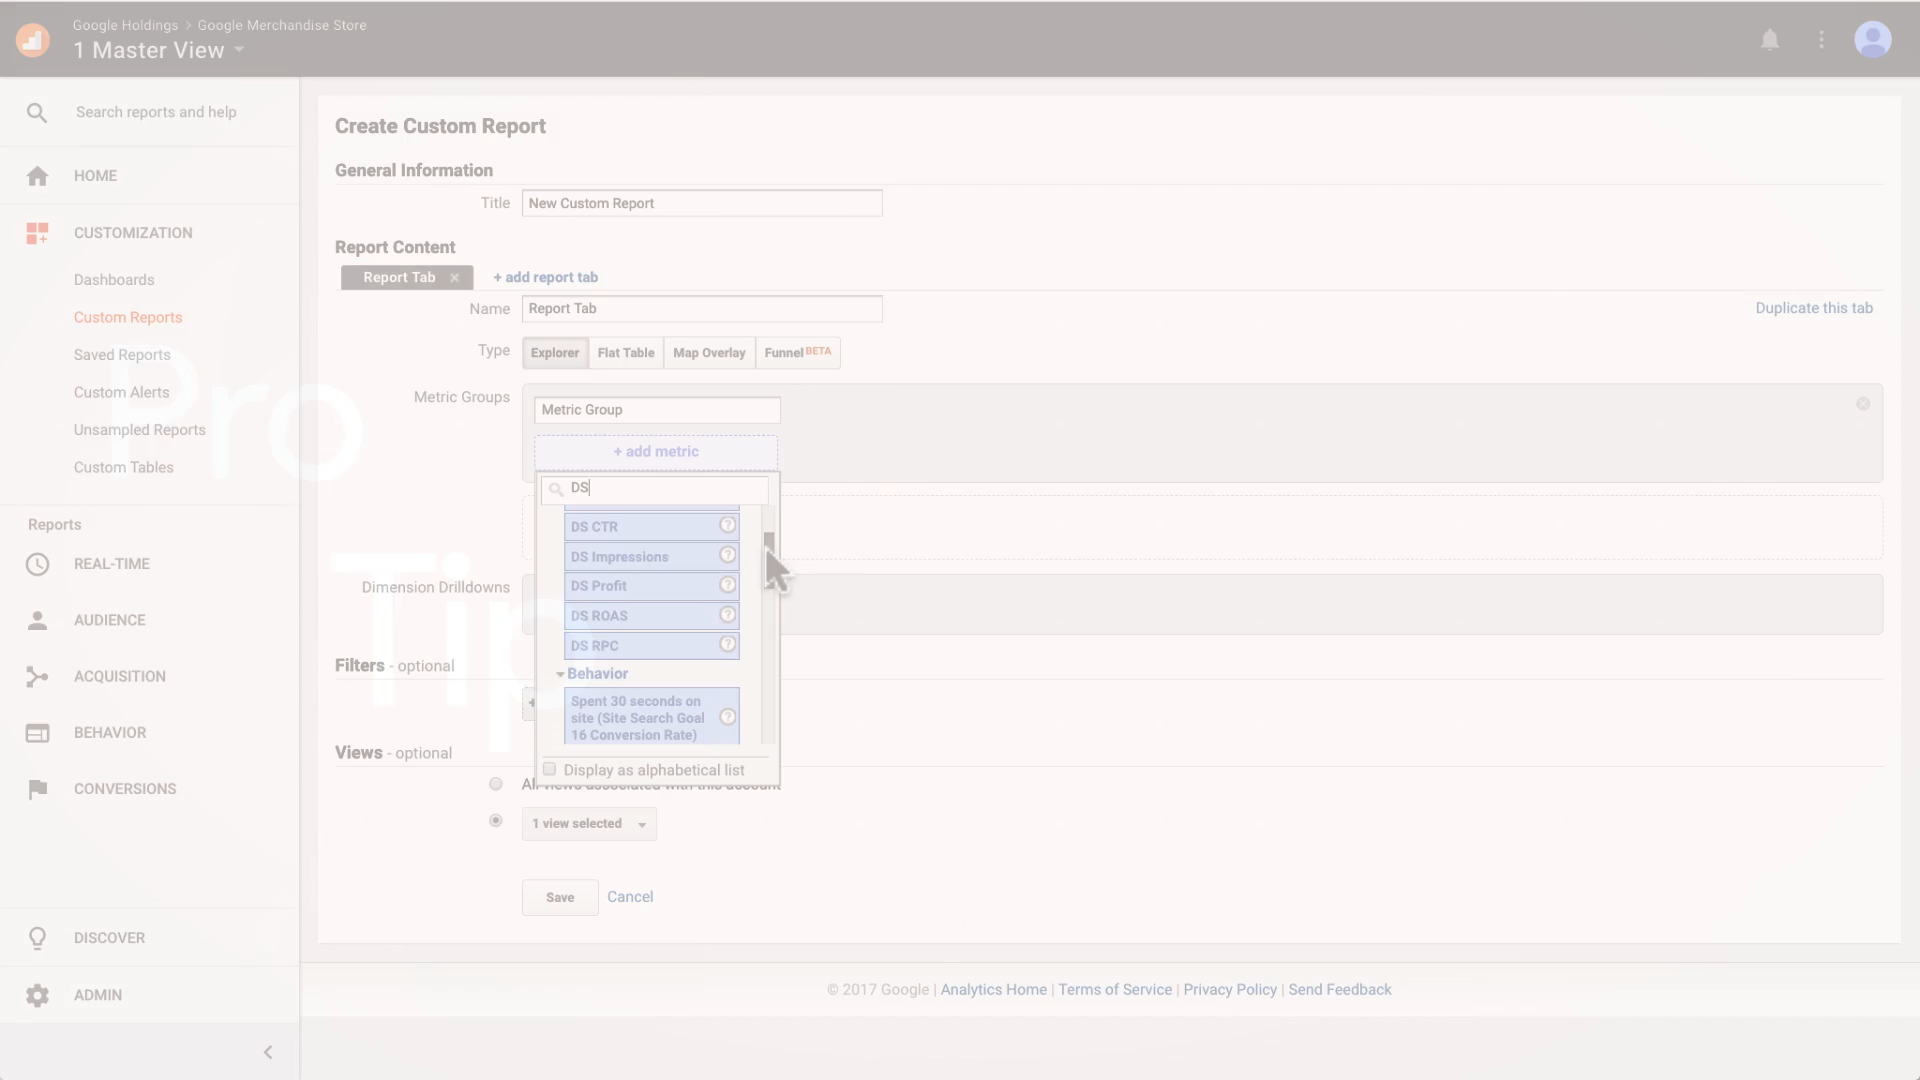 Google Holdings > Google Merchandise Store
1 Master View
Search reports and help
HOME
CUSTOMIZATION
Dashboards
Custom Reports
Saved Reports
Custom Alerts
Unsampled Reports
Custom Tables
Reports
REAL-TIME
AUDIENCE
ACQUISITION
BEHAVIOR
CONVERSIONS
DISCOVER
ADMIN
Pro
Tip
Create Custom Report
General Information
Title New Custom Report
Report Content
Report Tab × + add report tab
Name Report Tab Duplicate this tab
Type Explorer Flat Table Map Overlay Funnel BETA
Metric Groups Metric Group
+ add metric
DS
DS CTR ?
DS Impressions ?
DS Profit ?
DS ROAS ?
DS RPC ?
Behavior
Spent 30 seconds on
site (Site Search Goal ?
16 Conversion Rate)
Display as alphabetical list
Dimension Drilldowns
Filters - optional
+
Views - optional
All views associated with this account
1 view selected
Save Cancel
© 2017 Google | Analytics Home | Terms of Service | Privacy Policy | Send Feedback